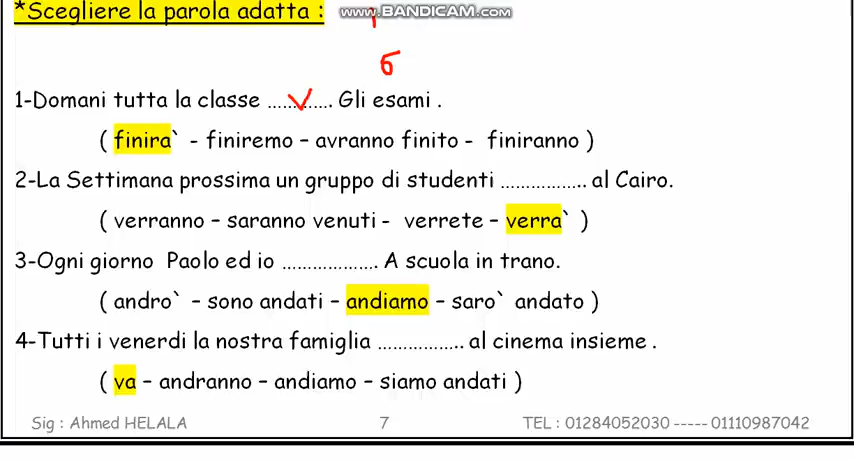 *Scegliere la parola adatta :
www.BANDICAM.com
1-Domani tutta la classe ............. Gli esami .
( finira` - finiremo – avranno finito - finiranno )
2-La Settimana prossima un gruppo di studenti ................. al Cairo.
( verranno – saranno venuti - verrete – verra` )
3-Ogni giorno Paolo ed io ................... A scuola in trano.
( andro` – sono andati – andiamo – saro` andato )
4-Tutti i venerdi la nostra famiglia ................. al cinema insieme .
( va – andranno – andiamo – siamo andati )
Sig : Ahmed HELALA 7 TEL : 01284052030 ----- 01110987042